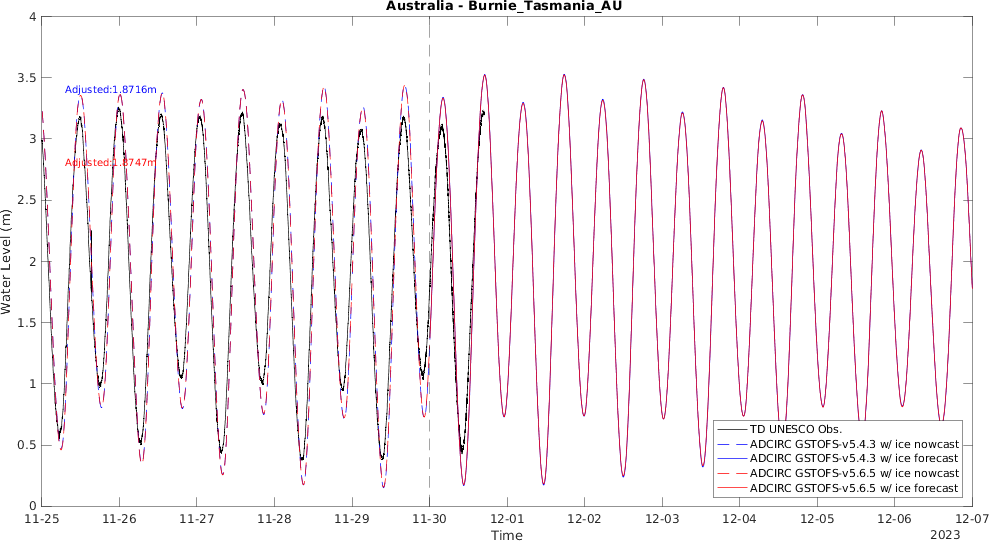 Australia - Burnie_Tasmania_AU
4
3.5
3
2.5
2
1.5
1
0.5
0
Water Level (m)
Adjusted:1.8716m
Adjusted:1.8747m
TD UNESCO Obs.
ADCIRC GSTOFS-v5.4.3 w/ ice nowcast
ADCIRC GSTOFS-v5.4.3 w/ ice forecast
ADCIRC GSTOFS-v5.6.5 w/ ice nowcast
ADCIRC GSTOFS-v5.6.5 w/ ice forecast
11-25 11-26 11-27 11-28 11-29 11-30 12-01 12-02 12-03 12-04 12-05 12-06 12-07
Time
2023